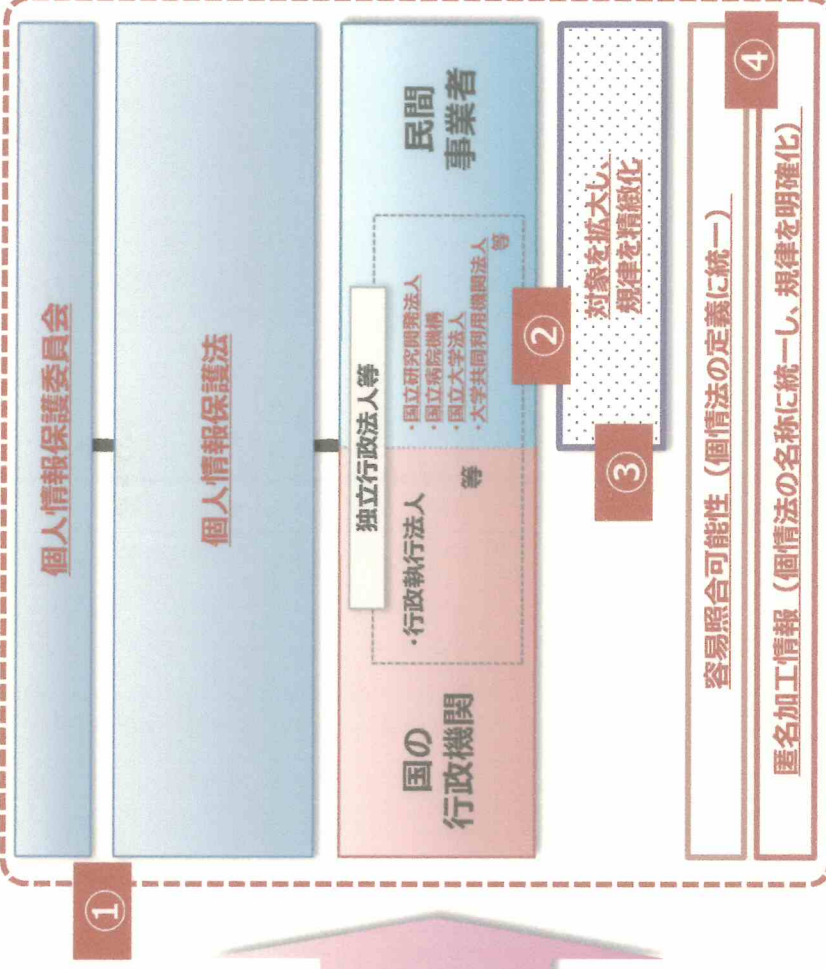 ①
個人情報保護委員会
個人情報保護法
国の
行政機関
独立行政法人等
・行政執行法人
等
・国立研究開発法人
・国立病院機構
・国立大学法人
・大学共同利用機関法人
等
民間
事業者
②
③
対象を拡大し、
規律を精緻化
容易照合可能性（個情法の定義に統一）
④
匿名加工情報（個情法の名称に統一し、規律を明確化）